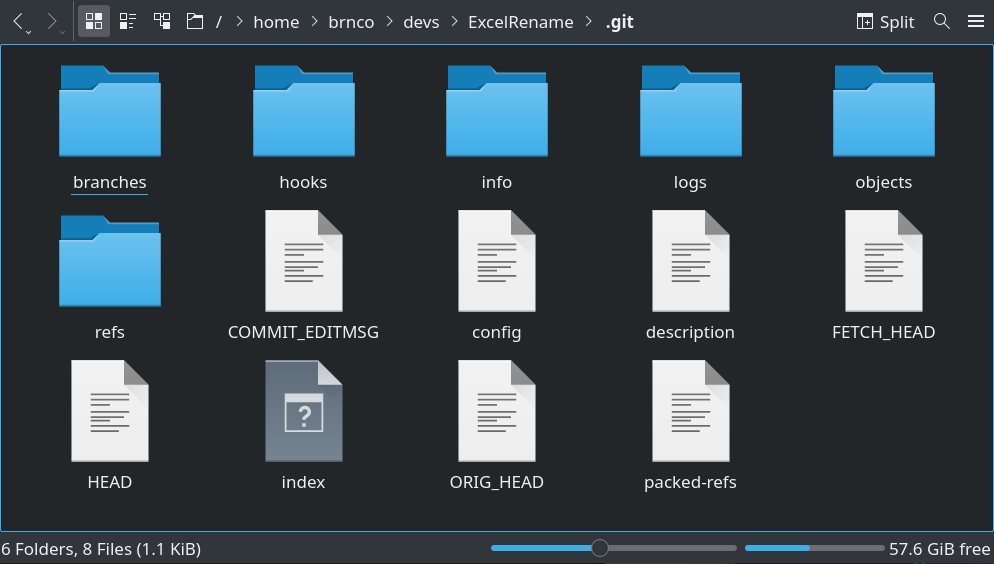 / > home > brnco > devs > ExcelRename > .git Split
branches hooks info logs objects
refs COMMIT_EDITMSG config description FETCH_HEAD
?
HEAD index ORIG_HEAD packed-refs
6 Folders, 8 Files (1.1 KiB) 57.6 GiB free